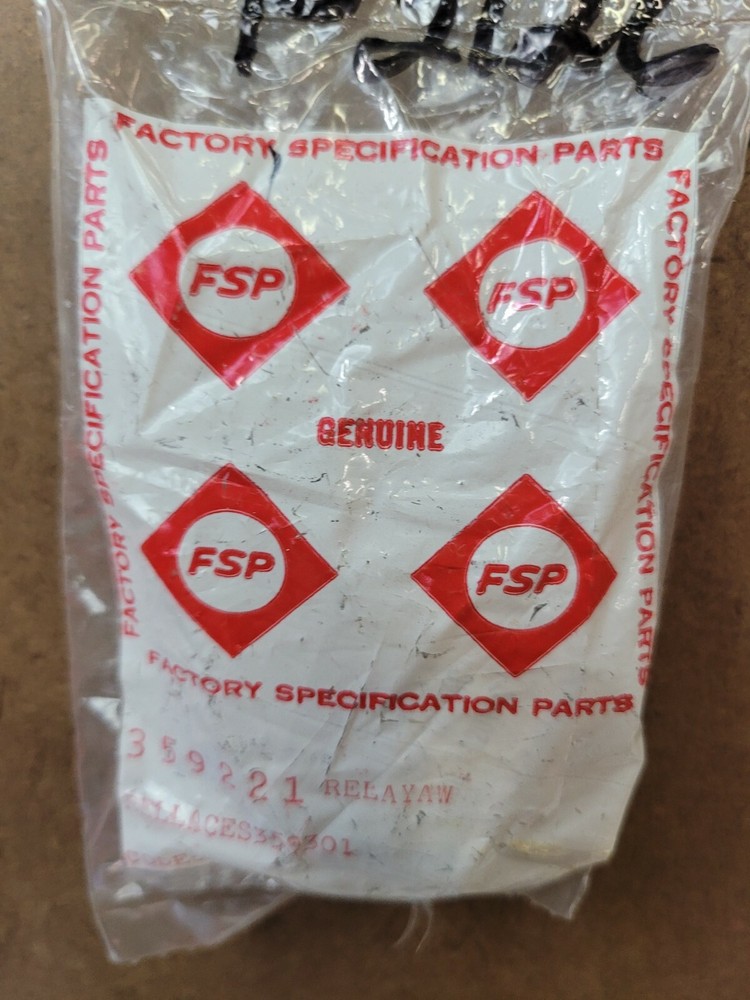 FACTORY SPECIFICATION PARTS
FACTORY SPECIFICATION PARTS
FACTORY SPECIFICATION PARTS
FSP
FSP
GENUINE
FSP
FSP
FACTORY SPECIFICATION PARTS
359221 RELAYAW